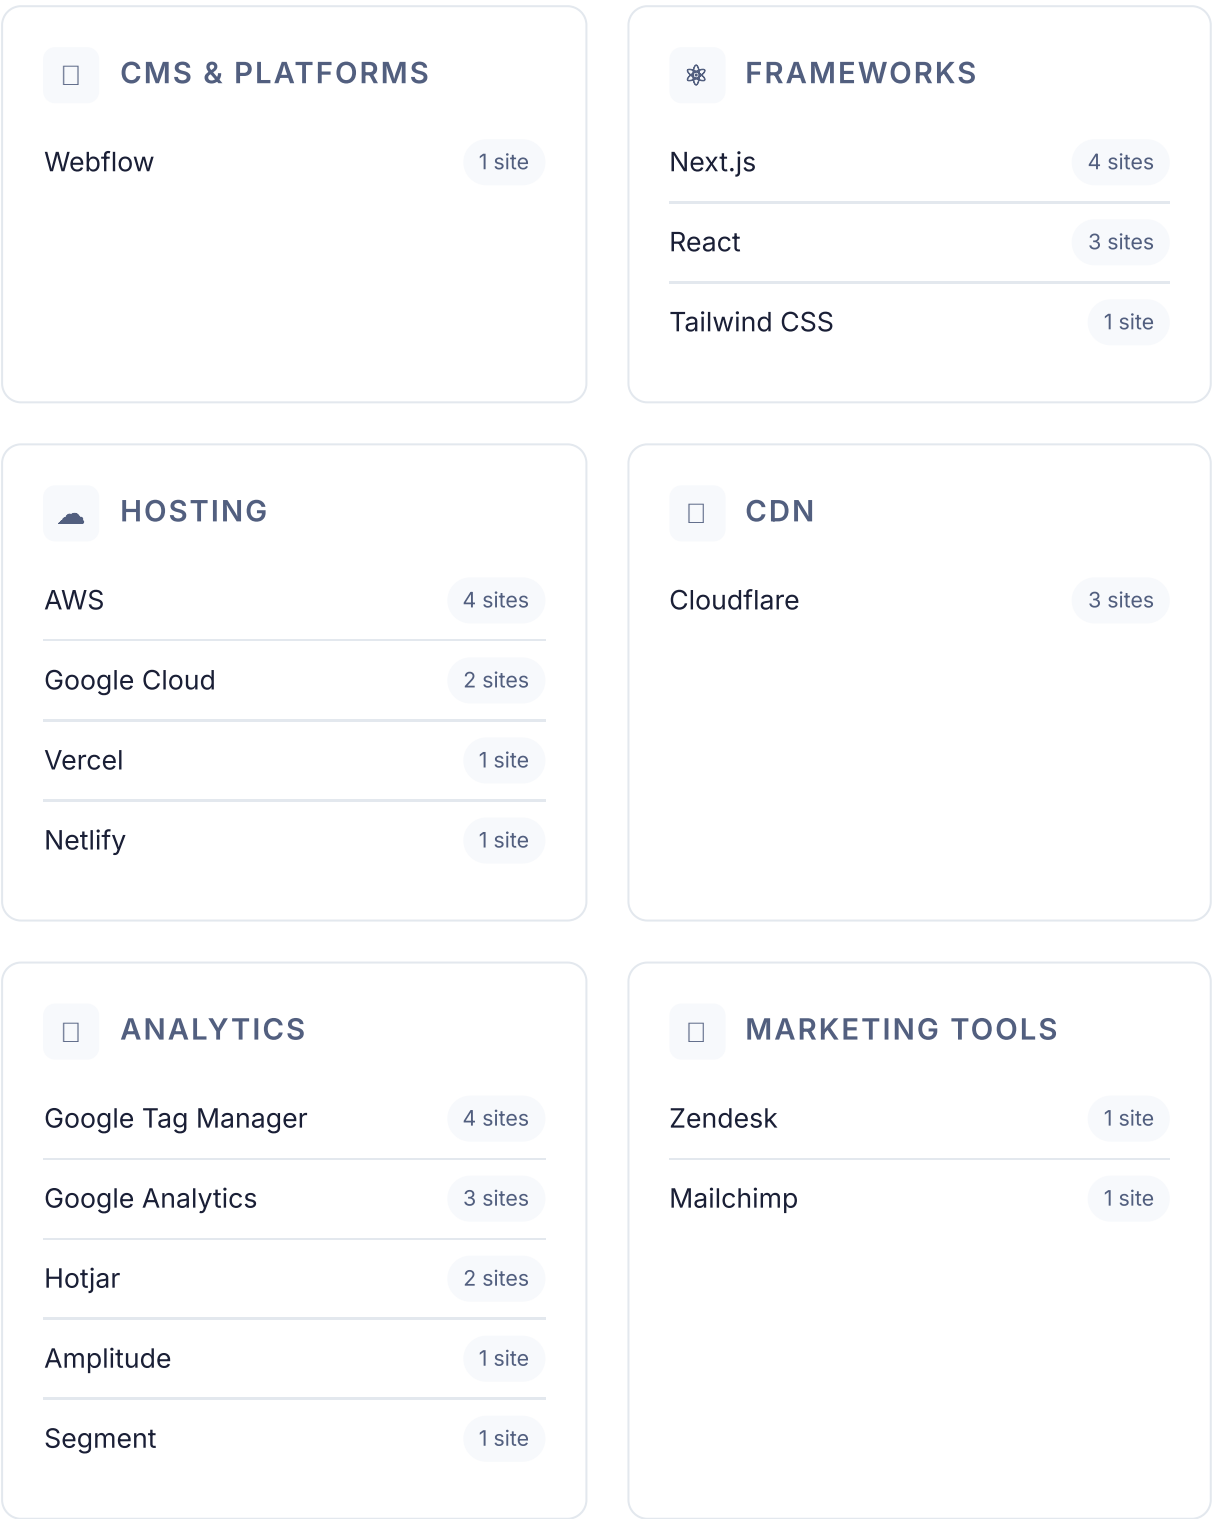 CMS & PLATFORMS
Webflow 1 site
FRAMEWORKS
Next.js 4 sites
React 3 sites
Tailwind CSS 1 site
HOSTING
AWS 4 sites
Google Cloud 2 sites
Vercel 1 site
Netlify 1 site
CDN
Cloudflare 3 sites
ANALYTICS
Google Tag Manager 4 sites
Google Analytics 3 sites
Hotjar 2 sites
Amplitude 1 site
Segment 1 site
MARKETING TOOLS
Zendesk 1 site
Mailchimp 1 site